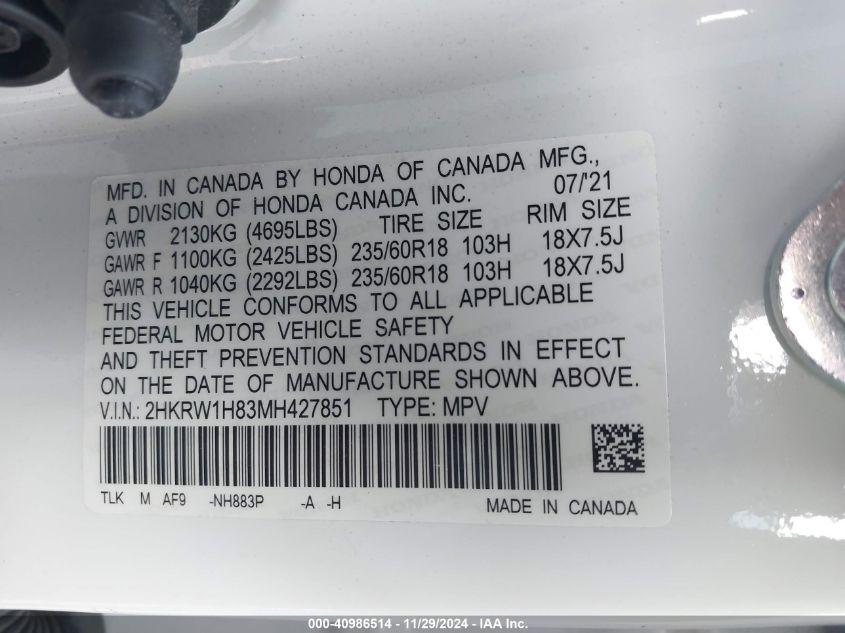 MFD. IN CANADA BY HONDA OF CANADA MFG.,
A DIVISION OF HONDA CANADA INC. 07/'21
GVWR 2130KG (4695LBS) TIRE SIZE RIM SIZE
GAWR F 1100KG (2425LBS) 235/60R18 103H 18X7.5J
GAWR R 1040KG (2292LBS) 235/60R18 103H 18X7.5J
THIS VEHICLE CONFORMS TO ALL APPLICABLE
FEDERAL MOTOR VEHICLE SAFETY
AND THEFT PREVENTION STANDARDS IN EFFECT
ON THE DATE OF MANUFACTURE SHOWN ABOVE.
V.I.N.: 2HKRW1H83MH427851 TYPE: MPV
TLK M AF9 -NH883P -A -H MADE IN CANADA
000-40986514 - 11/29/2024 - IAA Inc.